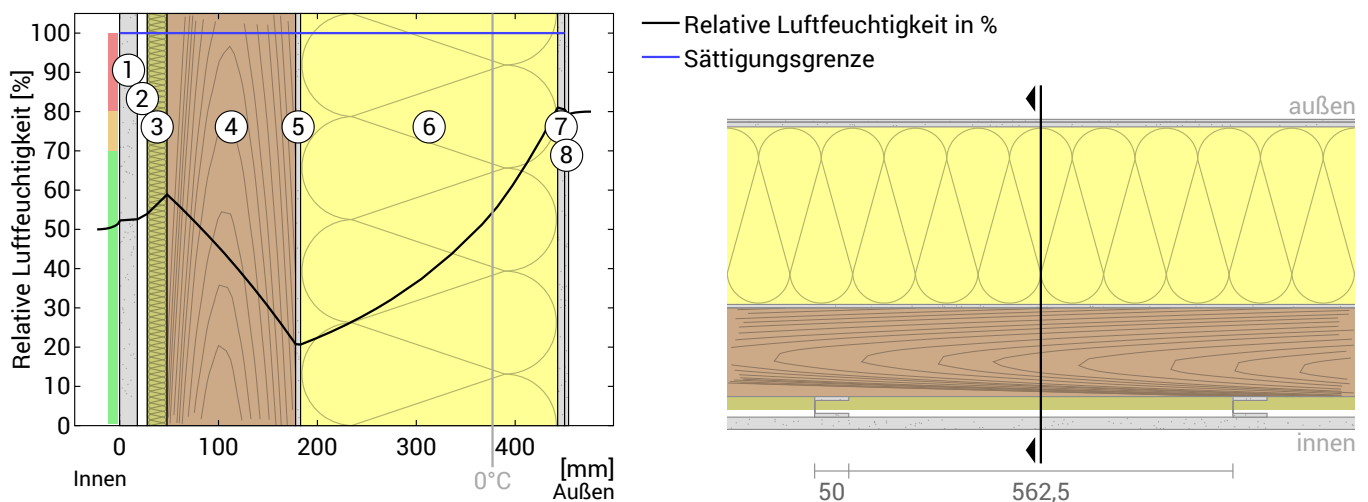 Relative Luftfeuchtigkeit [%]
100
90
80
70
60
50
40
30
20
10
0
1
2
3
4
5
6
7
8
0
100
200
300
400
[mm]
Innen
0°C
Außen
Relative Luftfeuchtigkeit in %
Sättigungsgrenze
außen
innen
50
562,5